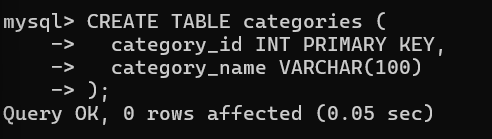 mysql> CREATE TABLE categories (
    ->   category_id INT PRIMARY KEY,
    ->   category_name VARCHAR(100)
    -> );
Query OK, 0 rows affected (0.05 sec)